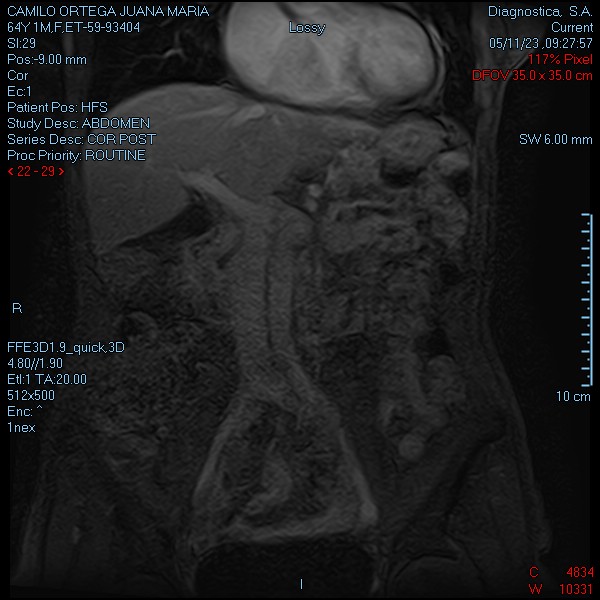 CAMILO ORTEGA JUANA MARIA
64Y 1M,F,ET-59-93404
Sl:29
Pos:-9.00 mm
Cor
Ec:1
Patient Pos: HFS
Study Desc: ABDOMEN
Series Desc: COR POST
Proc Priority: ROUTINE
< 22 - 29 >
Lossy
Diagnostica, S.A.
Current
05/11/23 ,09:27:57
117% Pixel
DFOV 35.0 x 35.0 cm
SW 6.00 mm
R
10 cm
FFE3D1.9_quick,3D
4.80//1.90
Etl:1 TA:20.00
512x500
Enc: ^
1nex
I
C 4834
W 10331